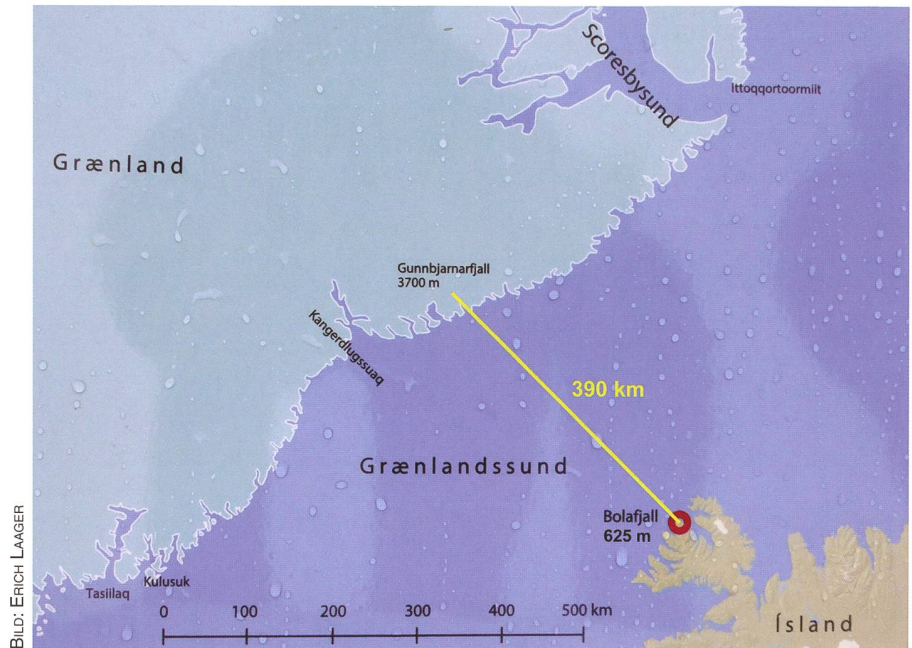 Scoresbysund
Ittoqqortoormiit
Grænland
Gunnbjarnarfjall
3700 m
Kangerdlugssuaq
390 km
Grænlandssund
Bolafjall
625 m
Kulusuk
Tasiilaq
0 100 200 300 400 500 km
Ísland
BILD: ERICH LAAGER